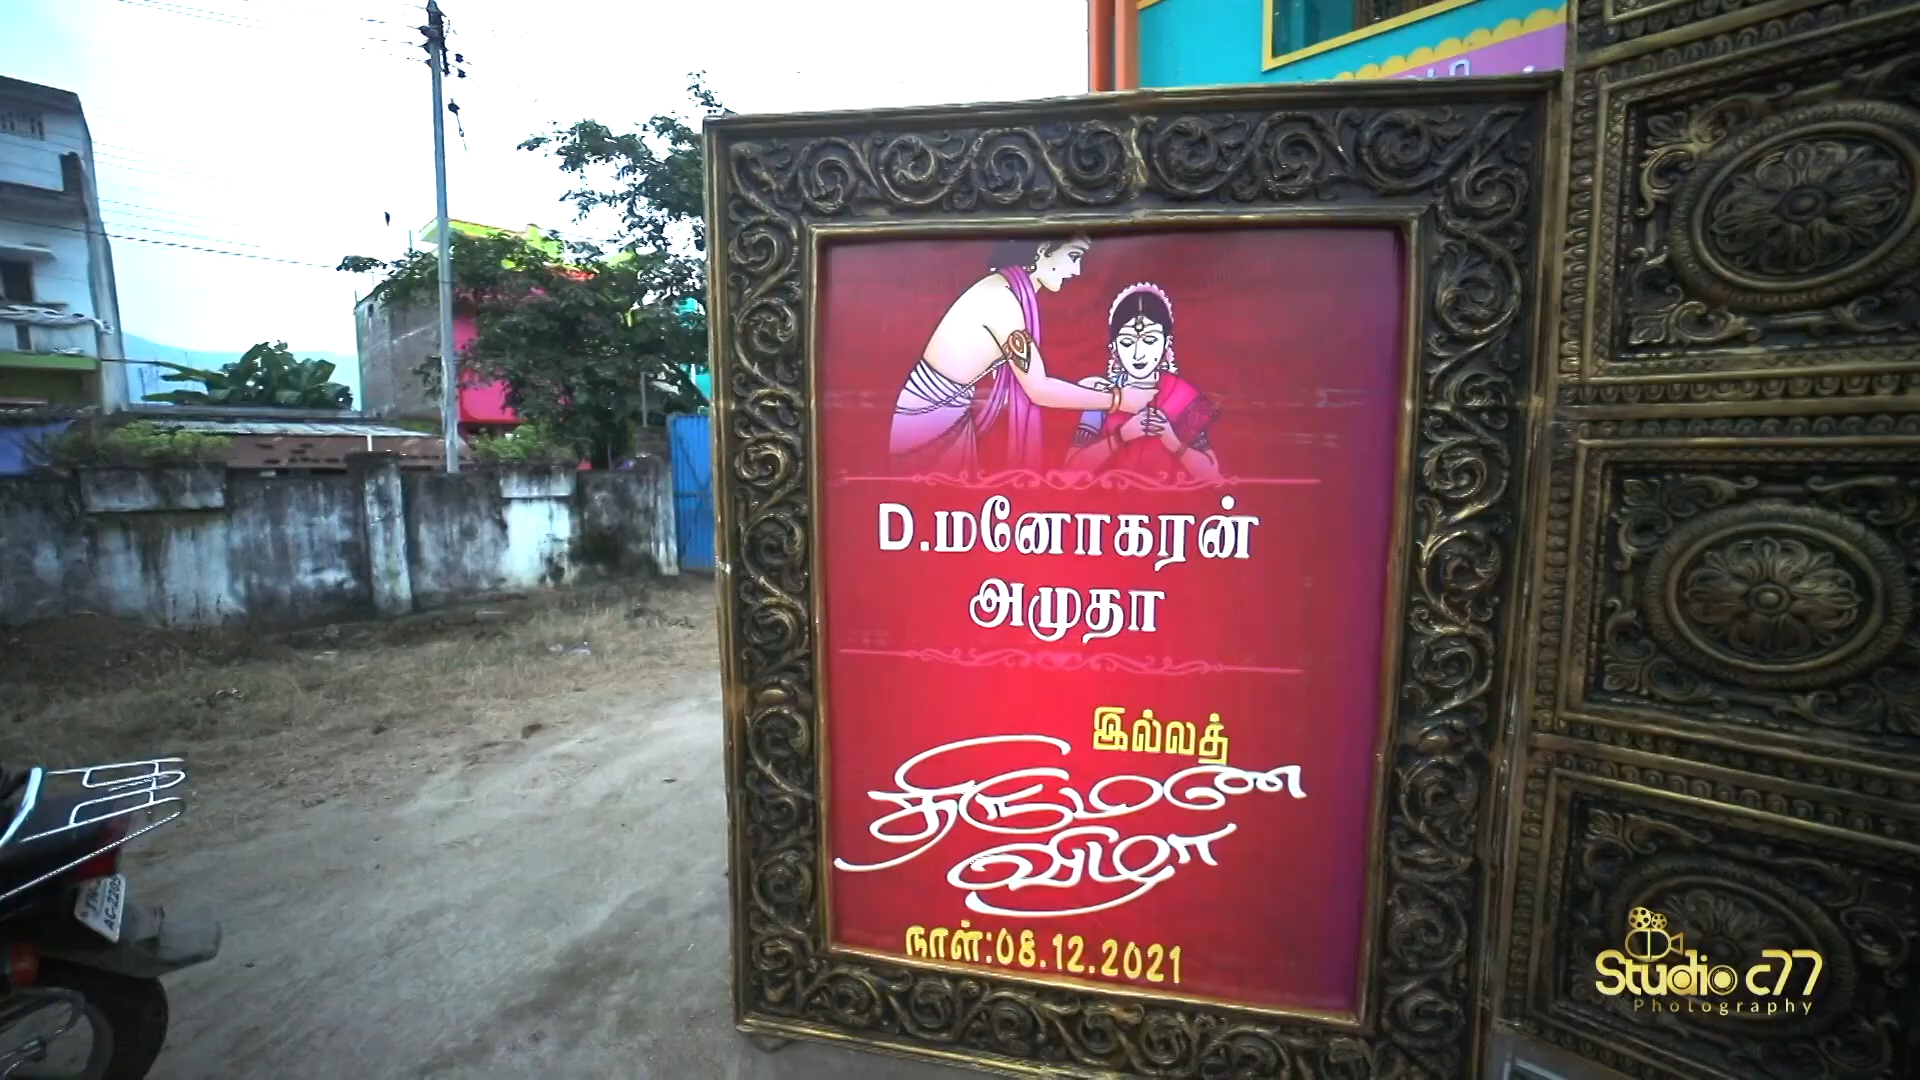 D.மனோகரன்
அமுதா
இல்லத்
திருமண
விழா
நாள்:08.12.2021
Studio c77
Photography